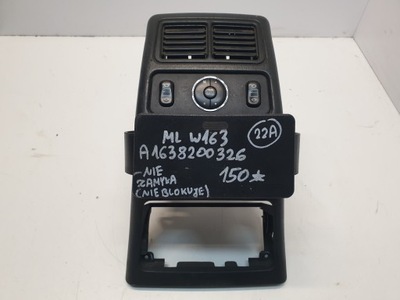 ML W163
22A
A1638200326
-NIE
ZAMYKA
(NIE BLOKUJE)
150